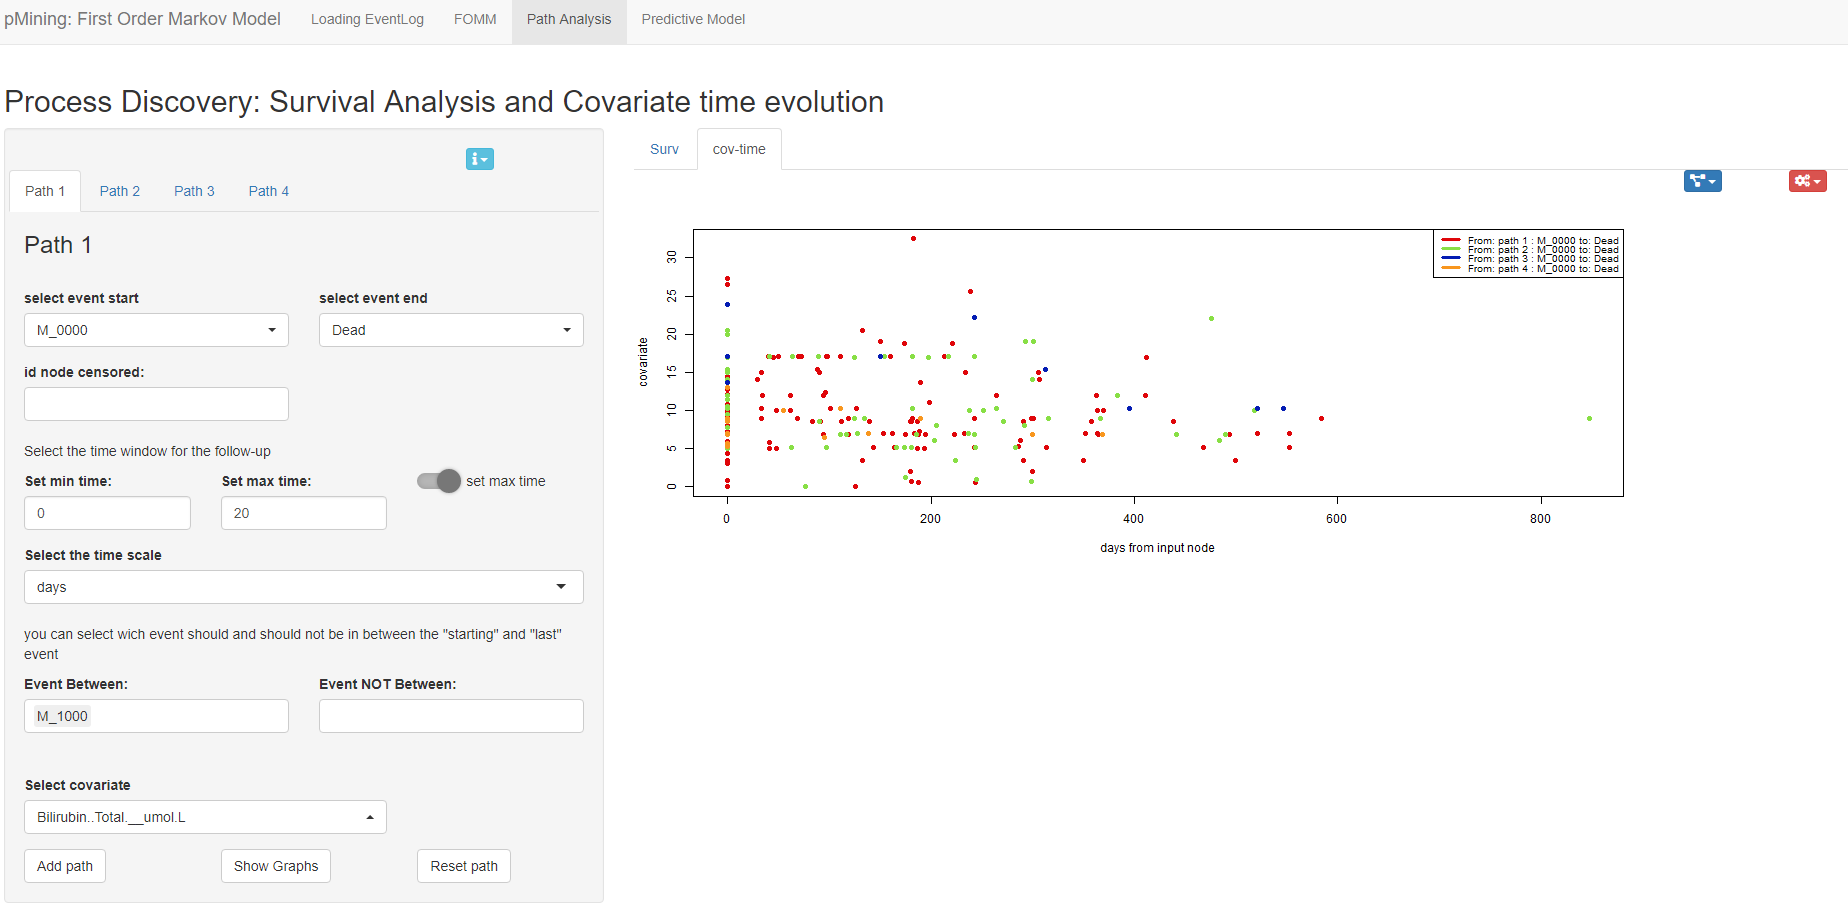 pMining: First Order Markov Model Loading EventLog FOMM Path Analysis Predictive Model
Process Discovery: Survival Analysis and Covariate time evolution
Path 1 Path 2 Path 3 Path 4
Path 1
select event start select event end
M_0000 Dead
id node censored:
Select the time window for the follow-up
Set min time: Set max time: set max time
0 20
Select the time scale
days
you can select wich event should and should not be in between the "starting" and "last"
event
Event Between: Event NOT Between:
M_1000
Select covariate
Bilirubin..Total.__umol.L
Add path Show Graphs Reset path
Surv cov-time
From: path 1 : M_0000 to: Dead
From: path 2 : M_0000 to: Dead
From: path 3 : M_0000 to: Dead
From: path 4 : M_0000 to: Dead
covariate
30
25
20
15
10
5
0
0 200 400 600 800
days from input node